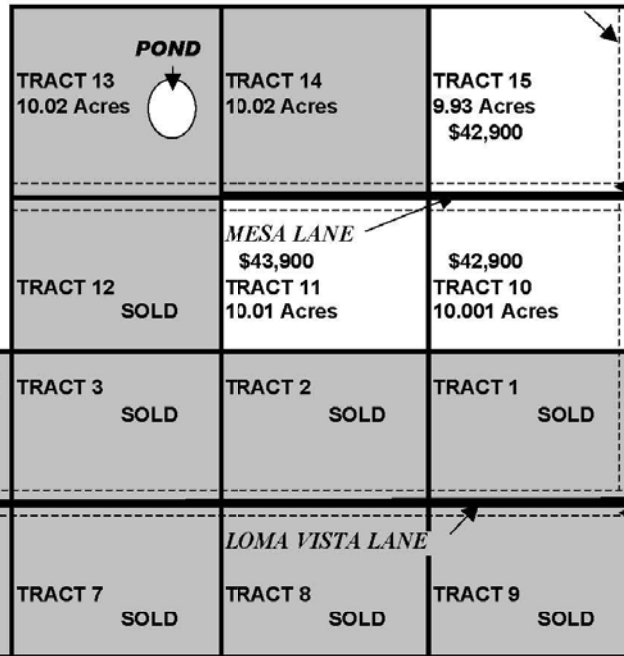 POND
TRACT 13
10.02 Acres
TRACT 14
10.02 Acres
TRACT 15
9.93 Acres
$42,900
MESA LANE
TRACT 12
SOLD
$43,900
TRACT 11
10.01 Acres
$42,900
TRACT 10
10.001 Acres
TRACT 3
SOLD
TRACT 2
SOLD
TRACT 1
SOLD
LOMA VISTA LANE
TRACT 7
SOLD
TRACT 8
SOLD
TRACT 9
SOLD